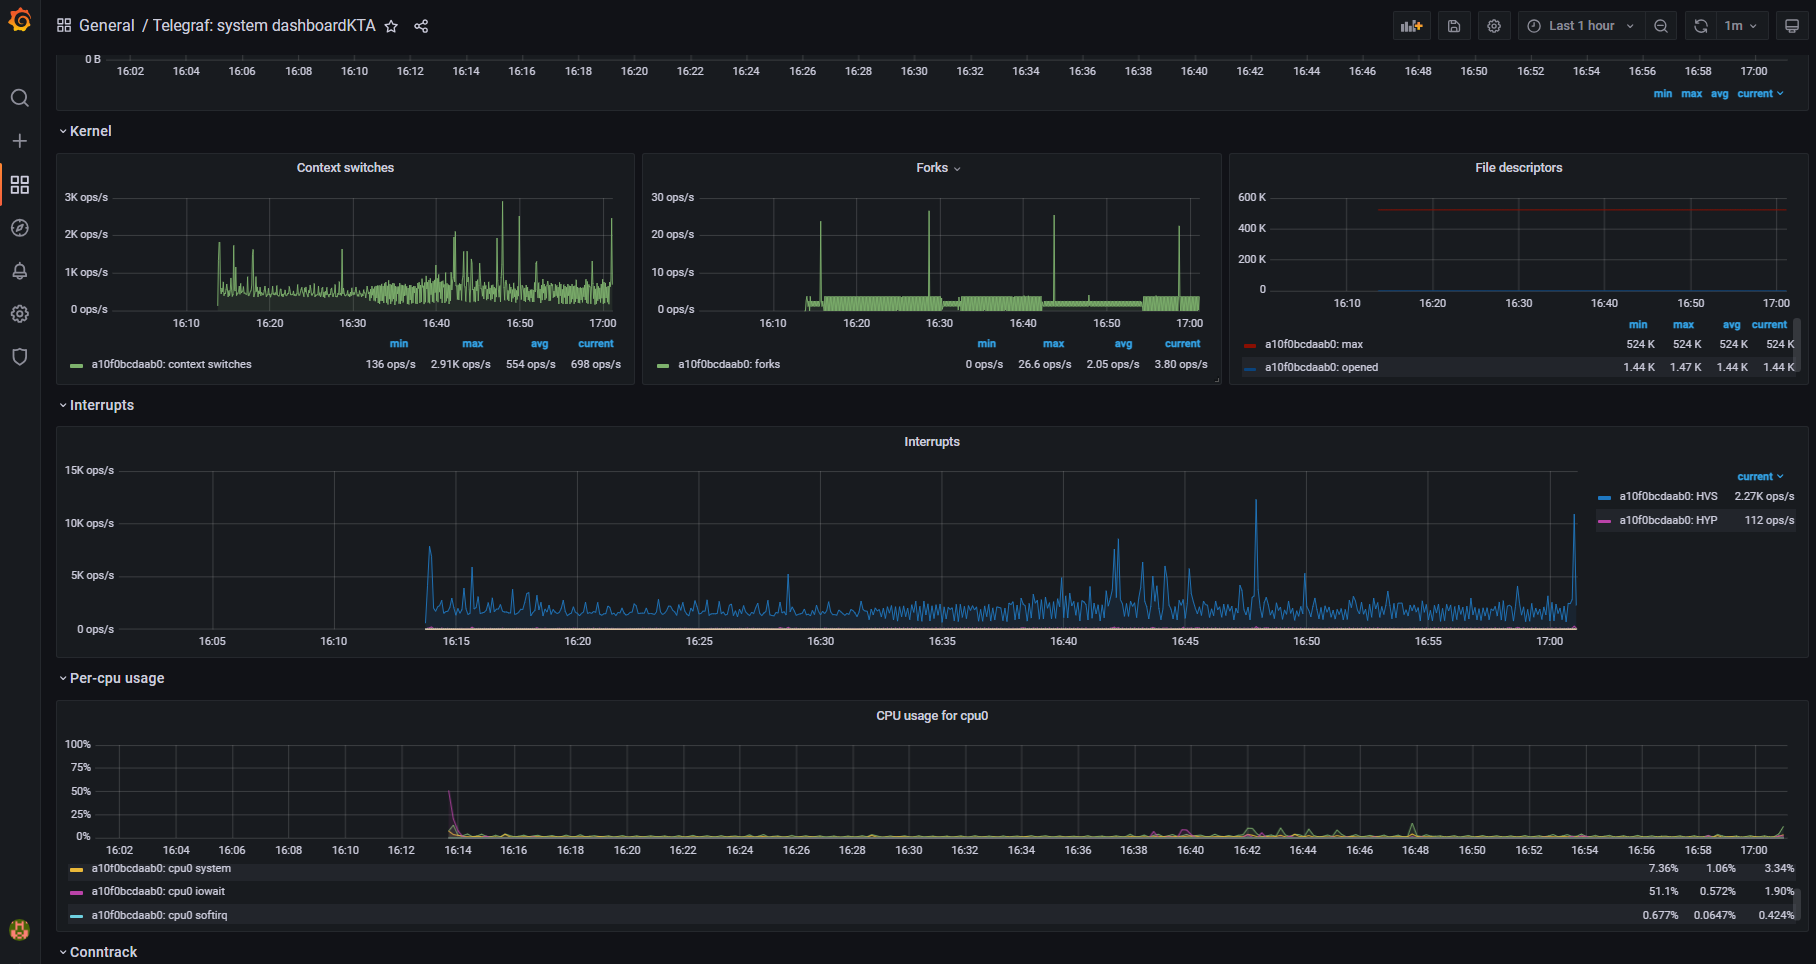 General / Telegraf: system dashboardKTA
Last 1 hour
1m
0 B
16:02 16:04 16:06 16:08 16:10 16:12 16:14 16:16 16:18 16:20 16:22 16:24 16:26 16:28 16:30 16:32 16:34 16:36 16:38 16:40 16:42 16:44 16:46 16:48 16:50 16:52 16:54 16:56 16:58 17:00
min max avg current
Kernel
Context switches
3K ops/s
2K ops/s
1K ops/s
0 ops/s
16:10 16:20 16:30 16:40 16:50 17:00
min max avg current
a10f0bcdaab0: context switches 136 ops/s 2.91K ops/s 554 ops/s 698 ops/s
Forks
30 ops/s
20 ops/s
10 ops/s
0 ops/s
16:10 16:20 16:30 16:40 16:50 17:00
min max avg current
a10f0bcdaab0: forks 0 ops/s 26.6 ops/s 2.05 ops/s 3.80 ops/s
File descriptors
600 K
400 K
200 K
0
16:10 16:20 16:30 16:40 16:50 17:00
min max avg current
a10f0bcdaab0: max 524 K 524 K 524 K 524 K
a10f0bcdaab0: opened 1.44 K 1.47 K 1.44 K 1.44 K
Interrupts
Interrupts
15K ops/s
10K ops/s
5K ops/s
0 ops/s
16:05 16:10 16:15 16:20 16:25 16:30 16:35 16:40 16:45 16:50 16:55 17:00
current
a10f0bcdaab0: HVS 2.27K ops/s
a10f0bcdaab0: HYP 112 ops/s
Per-cpu usage
CPU usage for cpu0
100%
75%
50%
25%
0%
16:02 16:04 16:06 16:08 16:10 16:12 16:14 16:16 16:18 16:20 16:22 16:24 16:26 16:28 16:30 16:32 16:34 16:36 16:38 16:40 16:42 16:44 16:46 16:48 16:50 16:52 16:54 16:56 16:58 17:00
a10f0bcdaab0: cpu0 system 7.36% 1.06% 3.34%
a10f0bcdaab0: cpu0 iowait 51.1% 0.572% 1.90%
a10f0bcdaab0: cpu0 softirq 0.677% 0.0647% 0.424%
Conntrack